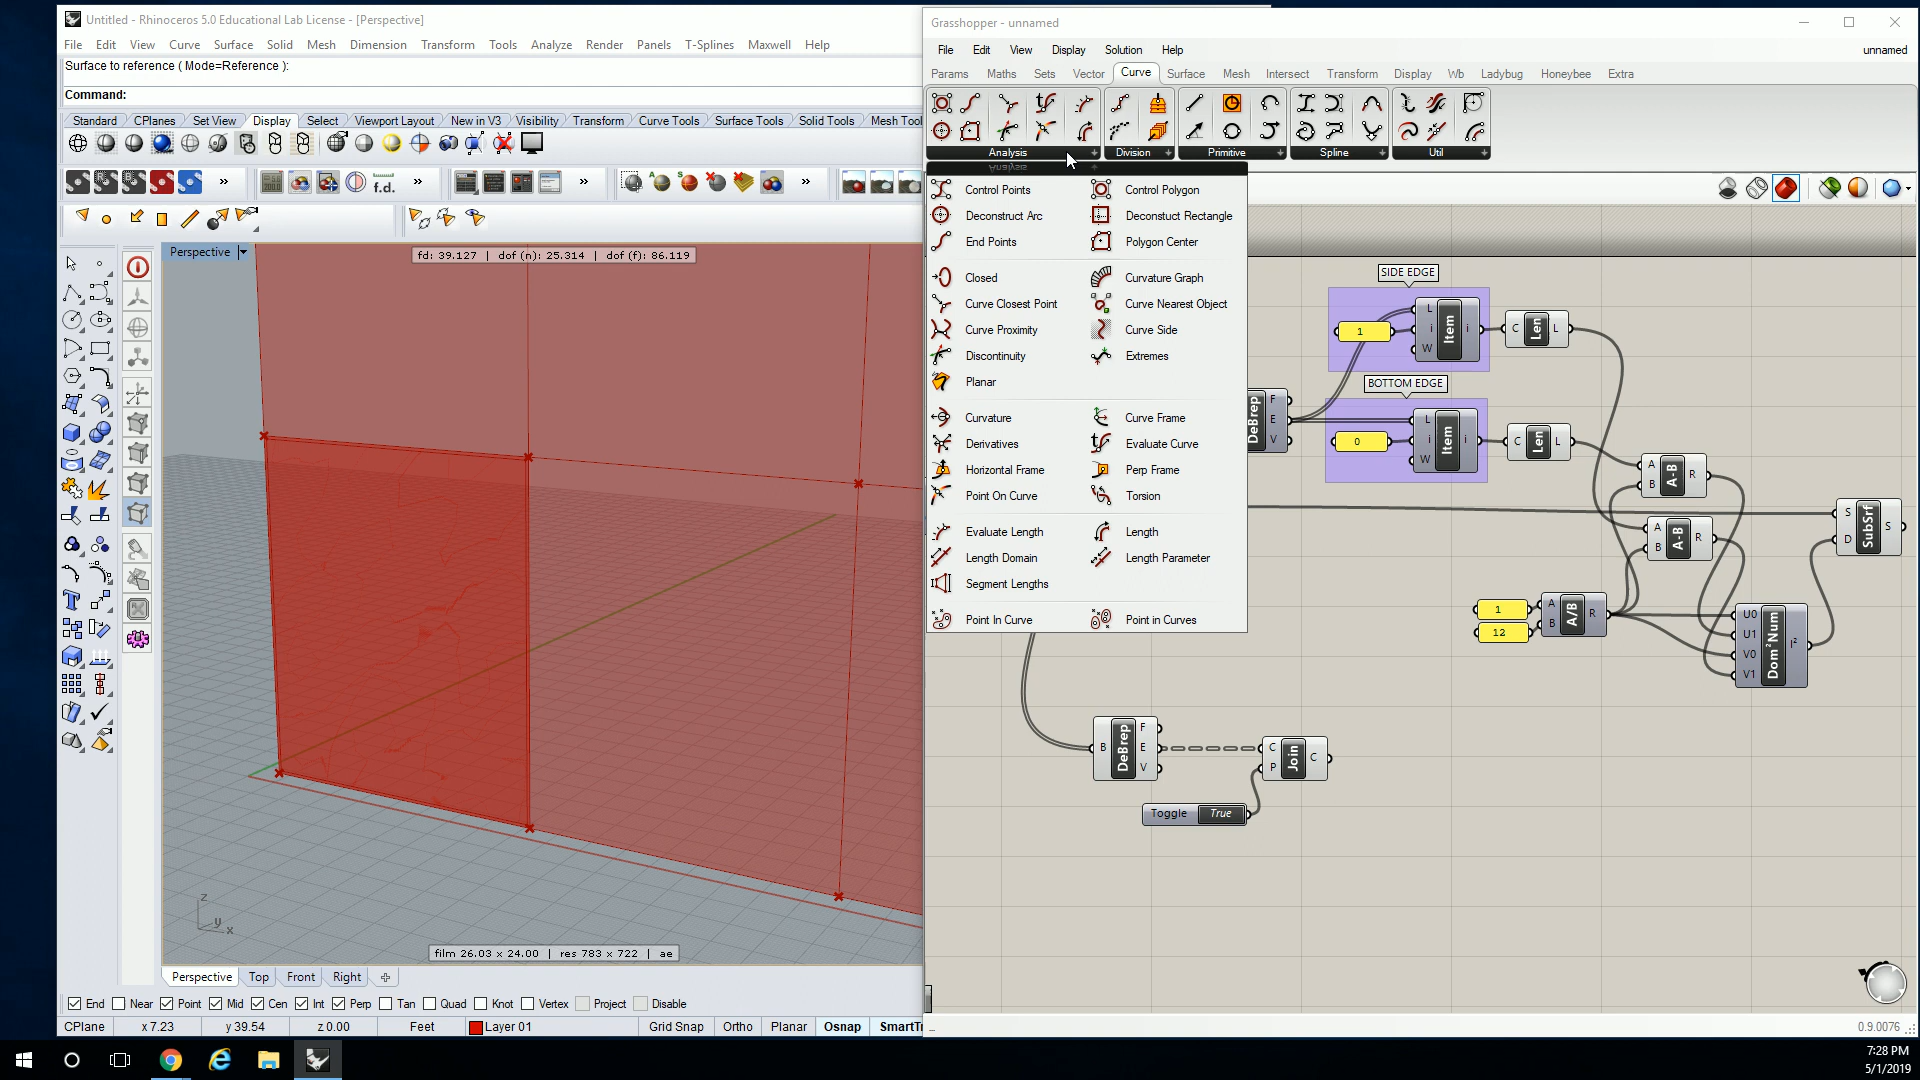 Untitled - Rhinoceros 5.0 Educational Lab License - [Perspective]
File Edit View Curve Surface Solid Mesh Dimension Transform Tools Analyze Render Panels T-Splines Maxwell Help
Surface to reference ( Mode=Reference ):
Command:
Standard CPlanes Set View Display Select Viewport Layout New in V3 Visibility Transform Curve Tools Surface Tools Solid Tools Mesh Tool
f.d.
Perspective
fd: 39.127 | dof (n): 25.314 | dof (f): 86.119
z
y
x
film 26.03 x 24.00 | res 783 x 722 | ae
Perspective Top Front Right
End Near Point Mid Cen Int Perp Tan Quad Knot Vertex Project Disable
CPlane x 7.23 y 39.54 z 0.00 Feet Layer 01 Grid Snap Ortho Planar Osnap SmartTr
Grasshopper - unnamed
File Edit View Display Solution Help unnamed
Params Maths Sets Vector Curve Surface Mesh Intersect Transform Display Wb Ladybug Honeybee Extra
Analysis Division Primitive Spline Util
Analysis
Control Points Control Polygon
Deconstruct Arc Deconstuct Rectangle
End Points Polygon Center
Closed Curvature Graph
Curve Closest Point Curve Nearest Object
Curve Proximity Curve Side
Discontinuity Extremes
Planar
Curvature Curve Frame
Derivatives Evaluate Curve
Horizontal Frame Perp Frame
Point On Curve Torsion
Evaluate Length Length
Length Domain Length Parameter
Segment Lengths
Point In Curve Point in Curves
SIDE EDGE
1
L i W Item i
C Len L
BOTTOM EDGE
0
L i W Item i
C Len L
DeBrep F E V
A B A-B R
A B A-B R
S D SubSrf S
1
12
A B A/B R
U0 U1 V0 V1 Dom²Num I²
B DeBrep F E V
C P Join C
Toggle True
0.9.0076
7:28 PM
5/1/2019